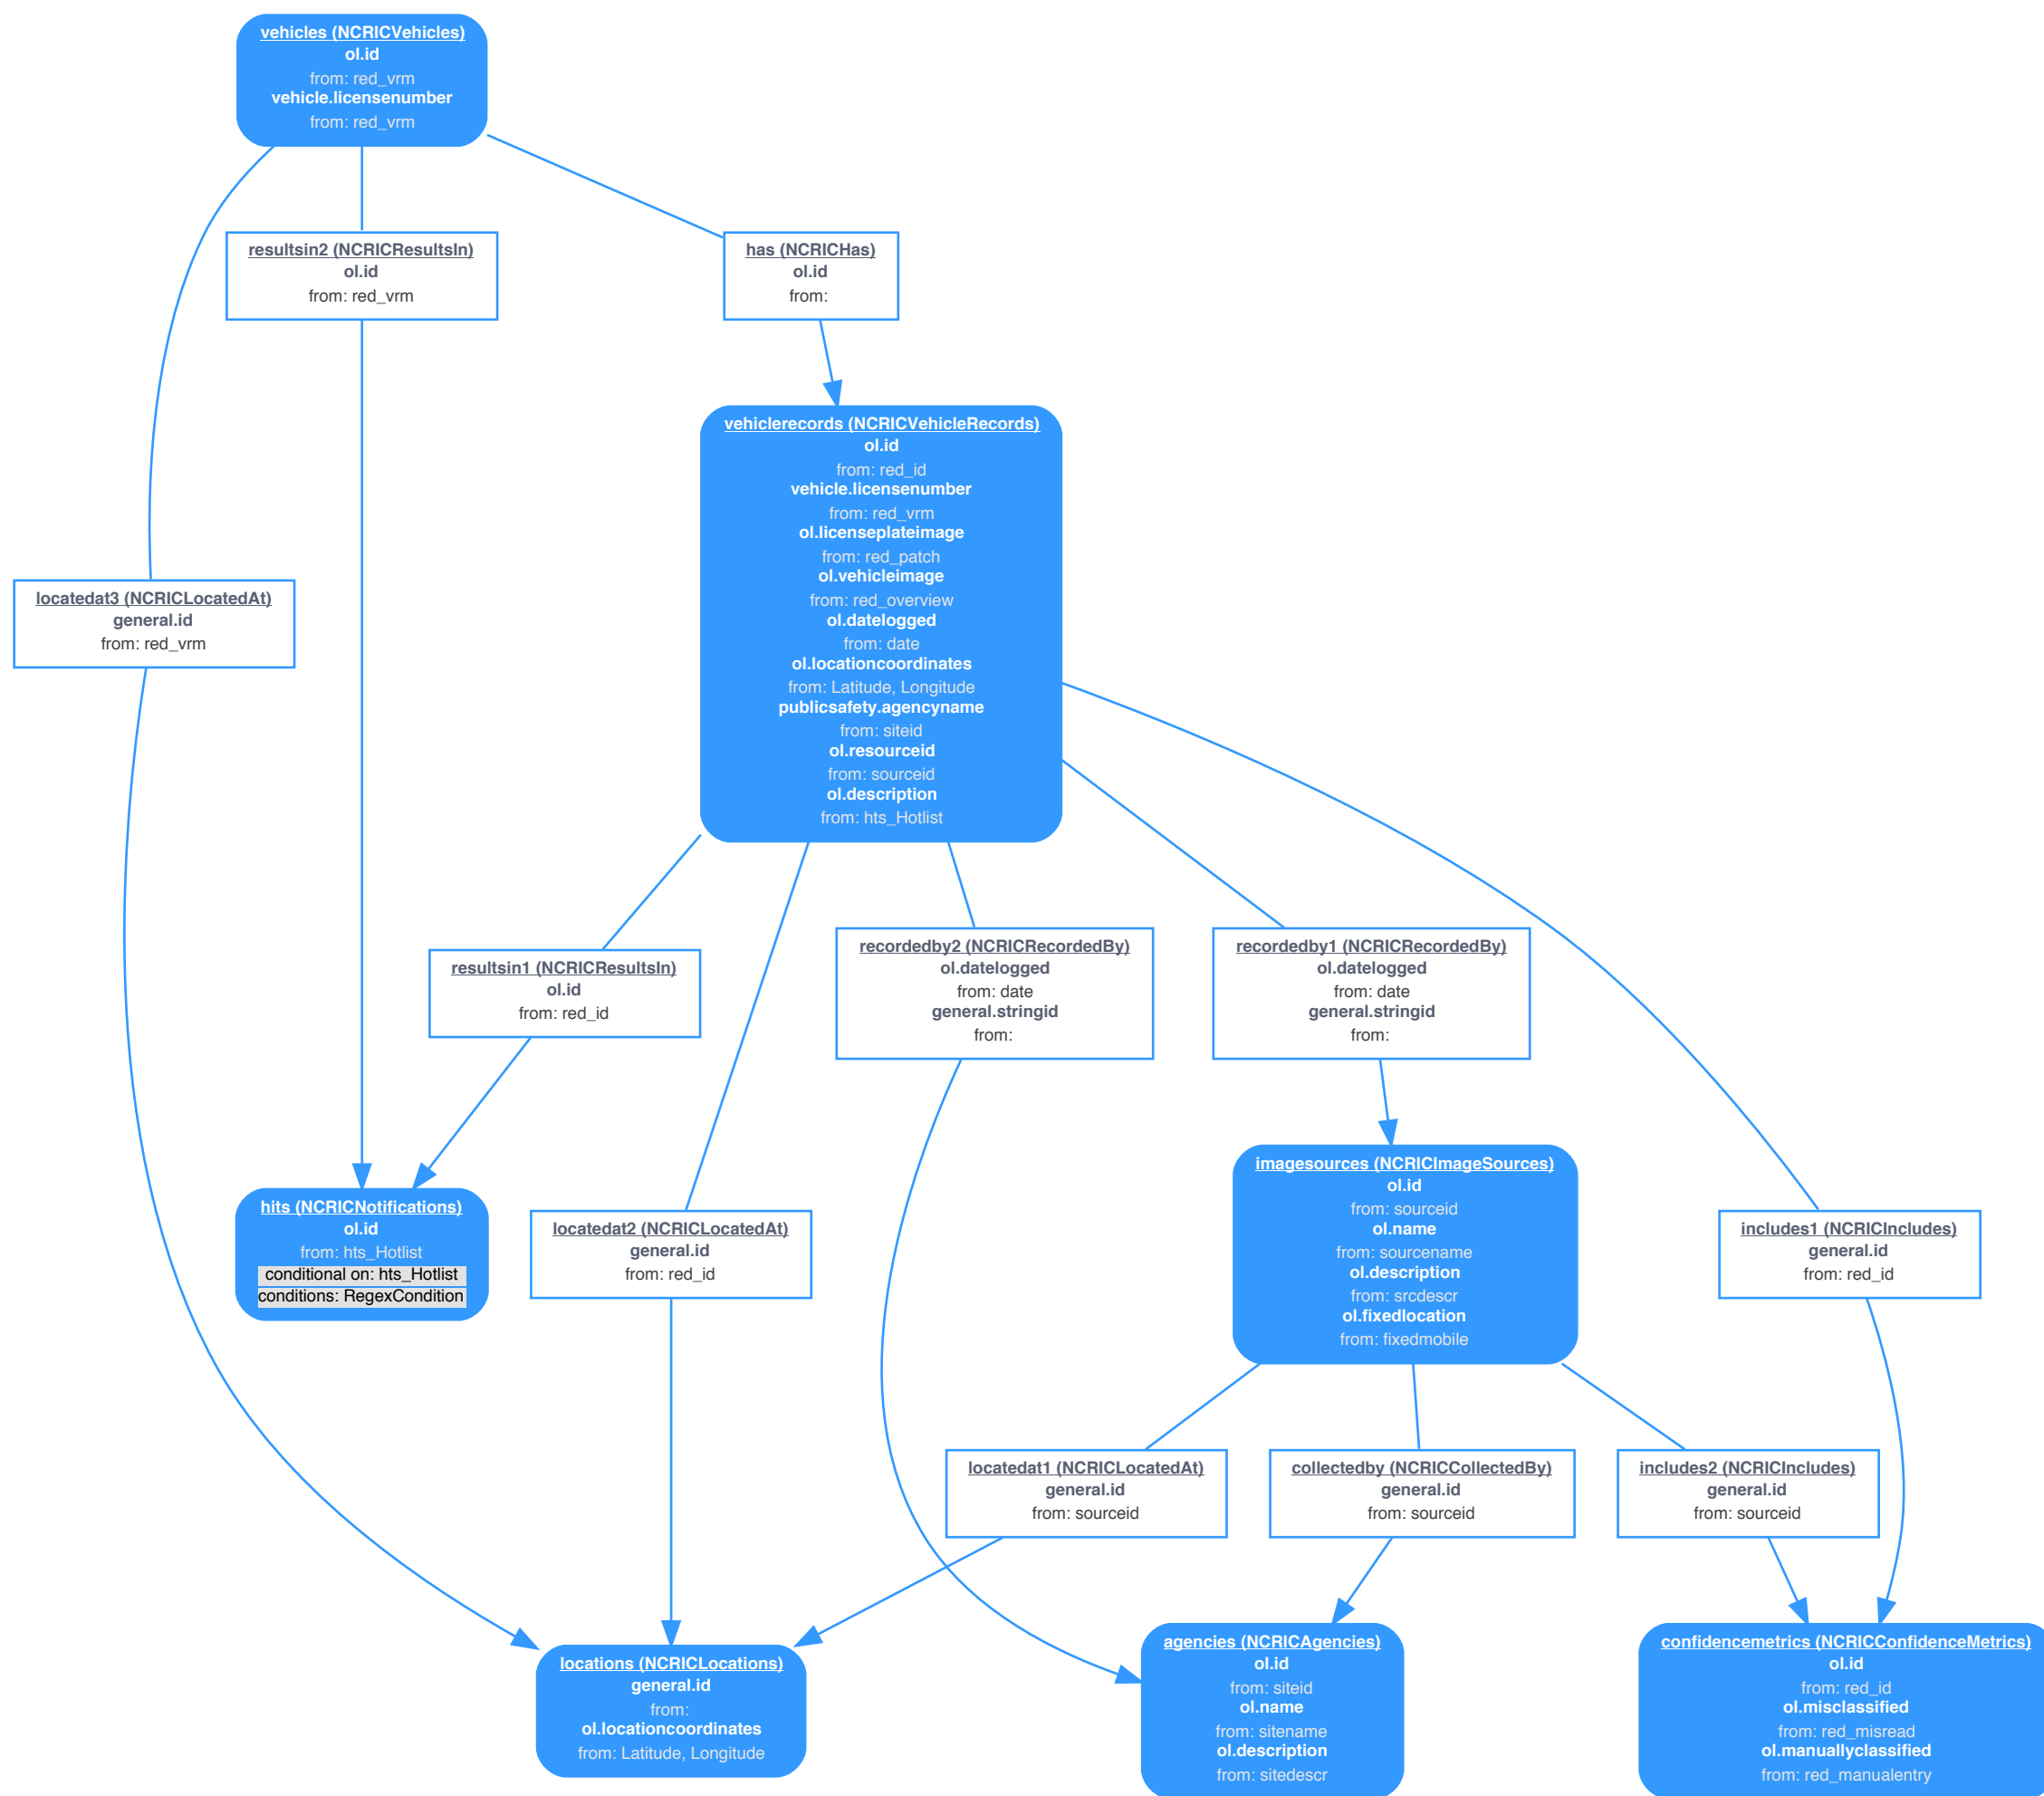 vehicles (NCRICVehicles)
ol.id
from: red_vrm
vehicle.licensenumber
from: red_vrm
resultsin2 (NCRICResultsIn)
ol.id
from: red_vrm
has (NCRICHas)
ol.id
from:
vehiclerecords (NCRICVehicleRecords)
ol.id
from: red_id
vehicle.licensenumber
from: red_vrm
ol.licenseplateimage
from: red_patch
ol.vehicleimage
from: red_overview
ol.datelogged
from: date
ol.locationcoordinates
from: Latitude, Longitude
publicsafety.agencyname
from: siteid
ol.resourceid
from: sourceid
ol.description
from: hts_Hotlist
locatedat3 (NCRICLocatedAt)
general.id
from: red_vrm
resultsin1 (NCRICResultsIn)
ol.id
from: red_id
recordedby2 (NCRICRecordedBy)
ol.datelogged
from: date
general.stringid
from:
recordedby1 (NCRICRecordedBy)
ol.datelogged
from: date
general.stringid
from:
hits (NCRICNotifications)
ol.id
from: hts_Hotlist
conditional on: hts_Hotlist
conditions: RegexCondition
locatedat2 (NCRICLocatedAt)
general.id
from: red_id
imagesources (NCRICImageSources)
ol.id
from: sourceid
ol.name
from: sourcename
ol.description
from: srcdescr
ol.fixedlocation
from: fixedmobile
includes1 (NCRICIncludes)
general.id
from: red_id
locatedat1 (NCRICLocatedAt)
general.id
from: sourceid
collectedby (NCRICCollectedBy)
general.id
from: sourceid
includes2 (NCRICIncludes)
general.id
from: sourceid
locations (NCRICLocations)
general.id
from:
ol.locationcoordinates
from: Latitude, Longitude
agencies (NCRICAgencies)
ol.id
from: siteid
ol.name
from: sitename
ol.description
from: sitedescr
confidencemetrics (NCRICConfidenceMetrics)
ol.id
from: red_id
ol.misclassified
from: red_misread
ol.manuallyclassified
from: red_manualentry